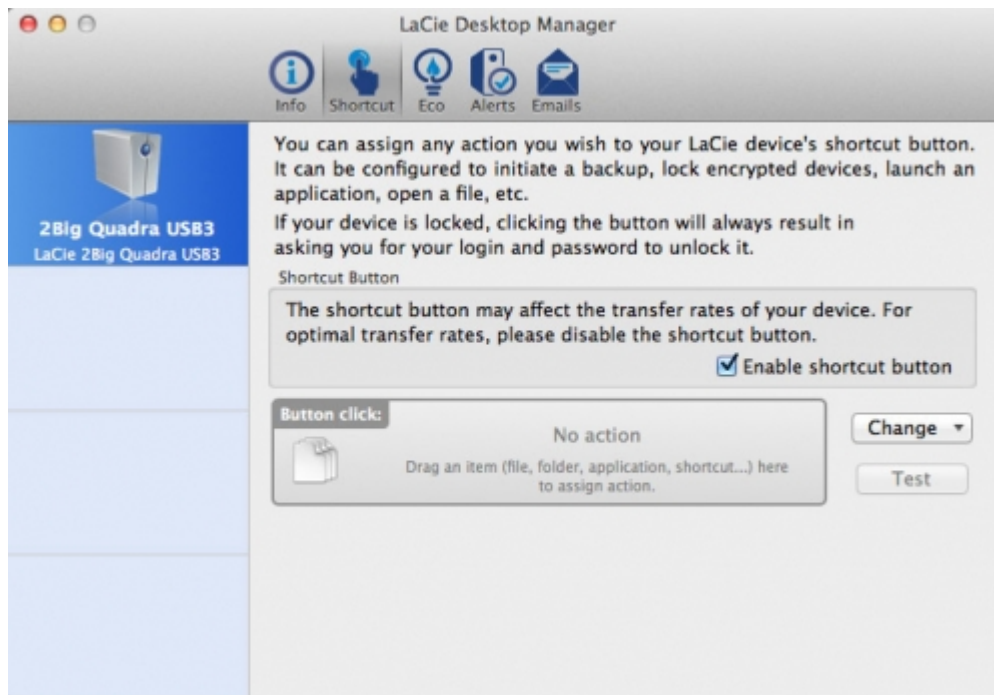 LaCie Desktop Manager
Info Shortcut Eco Alerts Emails
2Big Quadra USB3
LaCie 2Big Quadra USB3
You can assign any action you wish to your LaCie device's shortcut button.
It can be configured to initiate a backup, lock encrypted devices, launch an
application, open a file, etc.
If your device is locked, clicking the button will always result in
asking you for your login and password to unlock it.
Shortcut Button
The shortcut button may affect the transfer rates of your device. For
optimal transfer rates, please disable the shortcut button.
Enable shortcut button
Button click:
No action
Drag an item (file, folder, application, shortcut...) here
to assign action.
Change
Test